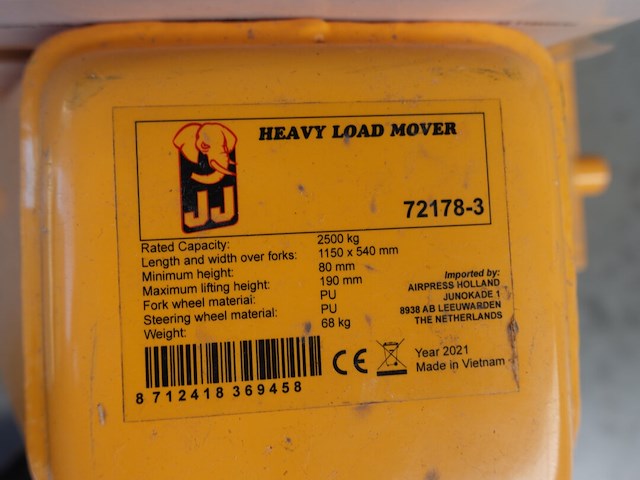 HEAVY LOAD MOVER
JJ
72178-3
Rated Capacity: 2500 kg
Length and width over forks: 1150 x 540 mm
Minimum height: 80 mm
Maximum lifting height: 190 mm
Fork wheel material: PU
Steering wheel material: PU
Weight: 68 kg
Imported by:
AIRPRESS HOLLAND
JUNOKADE 1
8938 AB LEEUWARDEN
THE NETHERLANDS
8 712418 369458
CE
Year 2021
Made in Vietnam